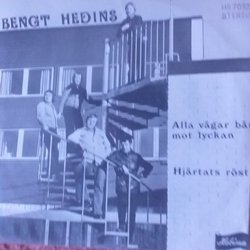 BENGT HEDINS
Alla vägar bär
mot lyckan
Hjärtats röst